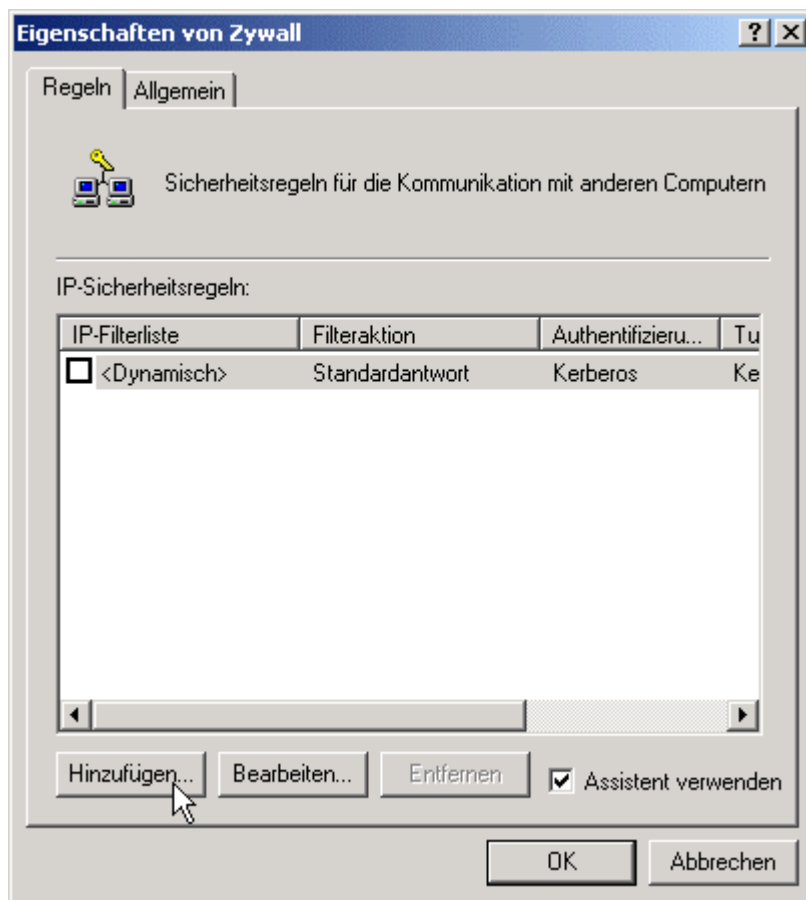 Eigenschaften von Zywall
Regeln Allgemein
Sicherheitsregeln für die Kommunikation mit anderen Computern
IP-Sicherheitsregeln:
IP-Filterliste Filteraktion Authentifizieru... Tu
<Dynamisch> Standardantwort Kerberos Ke
Hinzufügen... Bearbeiten... Entfernen Assistent verwenden
OK Abbrechen